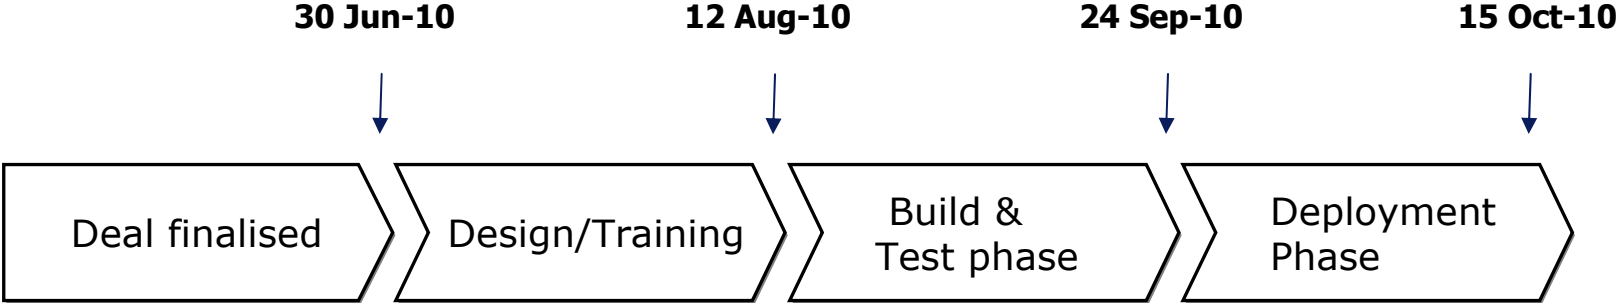 30 Jun-10 12 Aug-10 24 Sep-10 15 Oct-10
Deal finalised
Design/Training
Build &
Test phase
Deployment
Phase